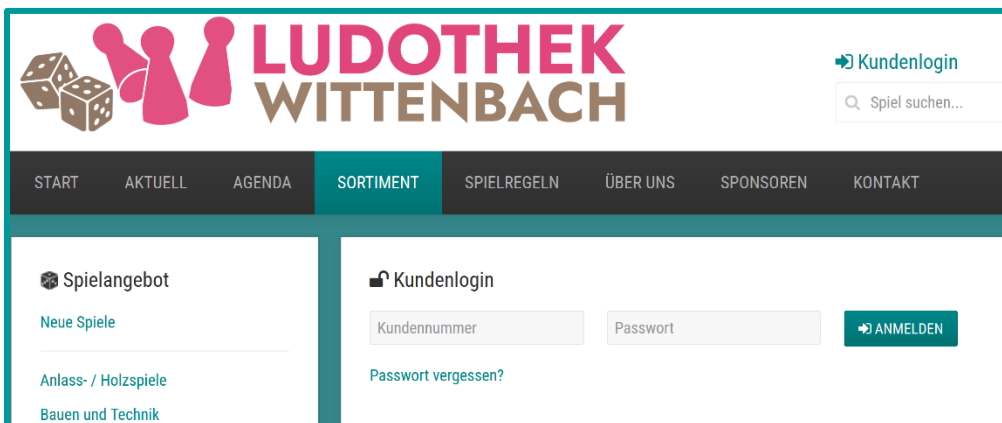 LUDOTHEK
WITTENBACH
Kundenlogin
Spiel suchen...
START AKTUELL AGENDA SORTIMENT SPIELREGELN ÜBER UNS SPONSOREN KONTAKT
Spielangebot
Neue Spiele
Anlass- / Holzspiele
Bauen und Technik
Kundenlogin
Kundennummer Passwort ANMELDEN
Passwort vergessen?